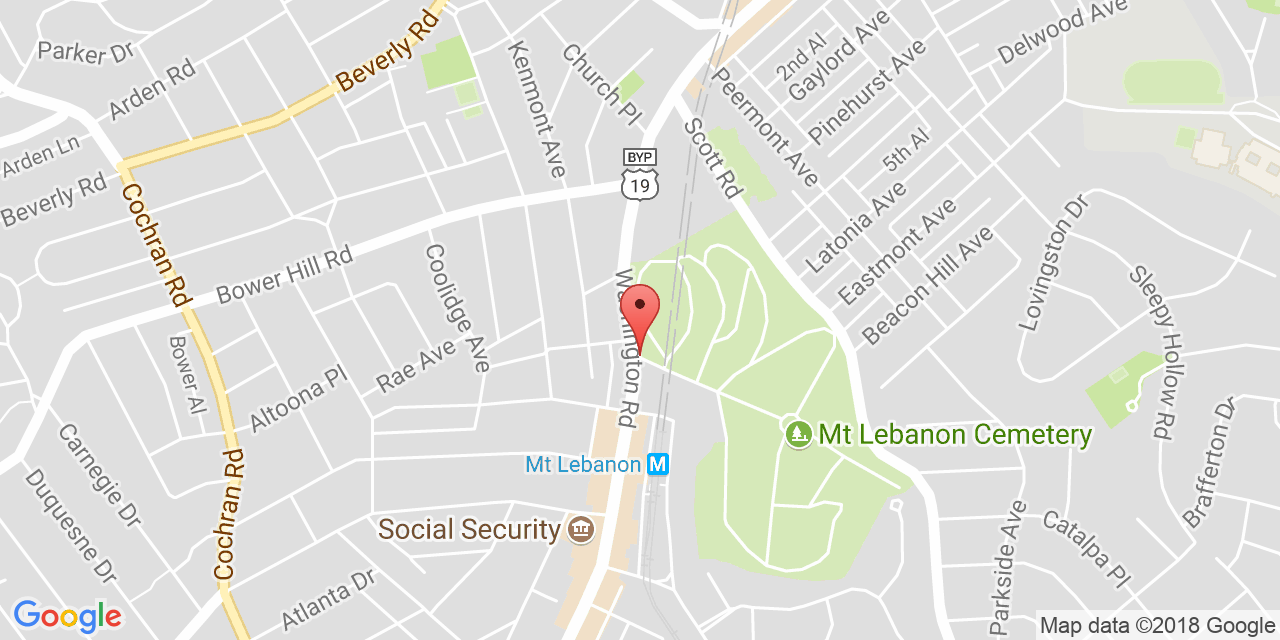 Parker Dr
Beverly Rd
Arden Rd
Kenmont Ave
Church Pl
2nd Al
Gaylord Ave
Delwood Ave
Pinehurst Ave
Peermont Ave
Arden Ln
Beverly Rd
BYP
19
Scott Rd
5th Al
Cochran Rd
Bower Hill Rd
Coolidge Ave
Latonia Ave
Eastmont Ave
Beacon Hill Ave
Lovingston Dr
Sleepy Hollow Rd
Washington Rd
Bower Al
Altoona Pl
Rae Ave
Mt Lebanon Cemetery
Carnegie Dr
Duquesne Dr
Mt Lebanon M
Brafferton Dr
Cochran Rd
Social Security
Parkside Ave
Catalpa Pl
Atlanta Dr
Google
Map data ©2018 Google